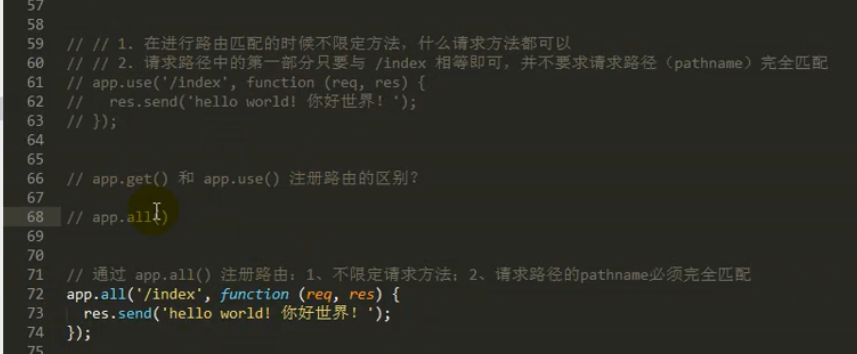 57
58
59 // // 1. 在进行路由匹配的时候不限定方法，什么请求方法都可以
60 // // 2. 请求路径中的第一部分只要与 /index 相等即可，并不要求请求路径（pathname）完全匹配
61 // app.use('/index', function (req, res) {
62 //   res.send('hello world! 你好世界！');
63 // });
64
65
66 // app.get() 和 app.use() 注册路由的区别？
67
68 // app.all()
69
70
71 // 通过 app.all() 注册路由：1、不限定请求方法；2、请求路径的pathname必须完全匹配
72 app.all('/index', function (req, res) {
73   res.send('hello world! 你好世界！');
74 });
75